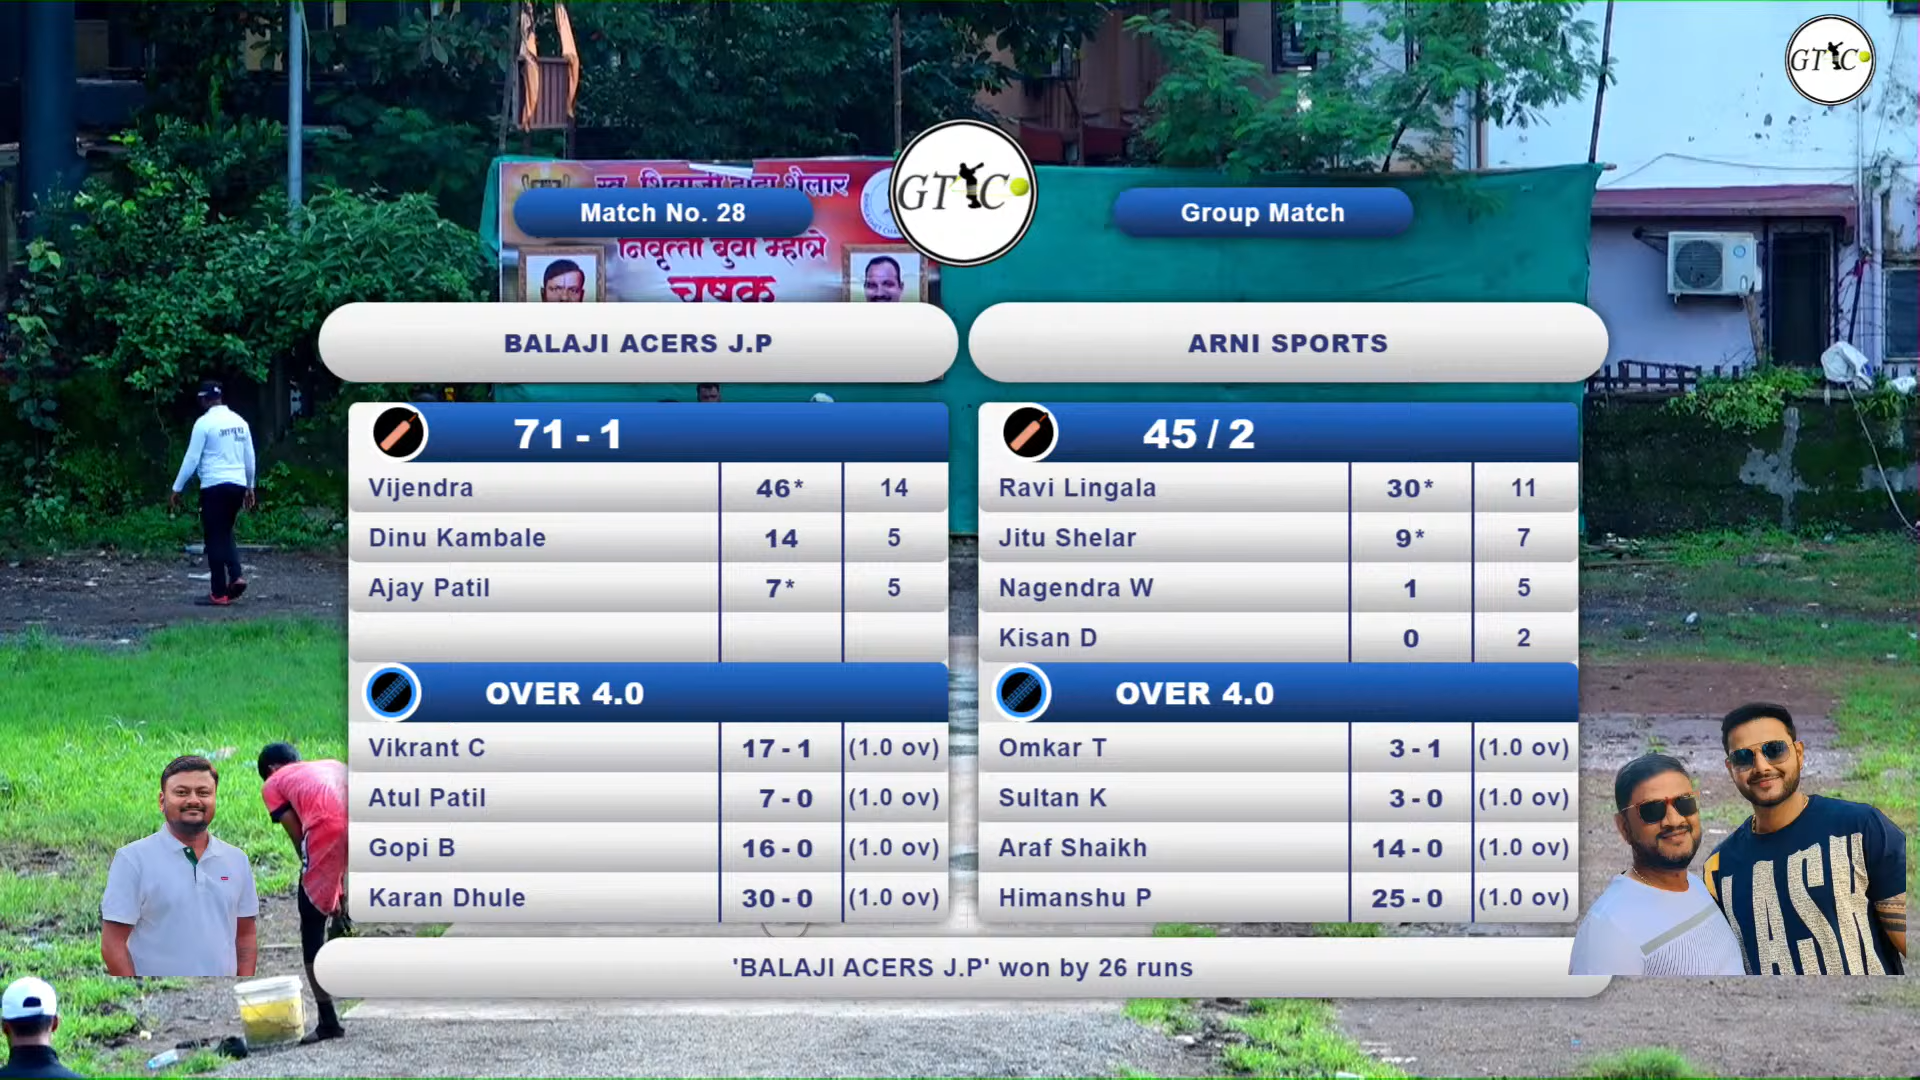 GTCC
स्व. शिवाजी दादा शेलार
Match No. 28
GTCC
Group Match
निवृत्ती बुवा म्हात्रे
चषक
BALAJI ACERS J.P
ARNI SPORTS
71 - 1
Vijendra 46* 14
Dinu Kambale 14 5
Ajay Patil 7* 5
45 / 2
Ravi Lingala 30* 11
Jitu Shelar 9* 7
Nagendra W 1 5
Kisan D 0 2
OVER 4.0
Vikrant C 17 - 1 (1.0 ov)
Atul Patil 7 - 0 (1.0 ov)
Gopi B 16 - 0 (1.0 ov)
Karan Dhule 30 - 0 (1.0 ov)
OVER 4.0
Omkar T 3 - 1 (1.0 ov)
Sultan K 3 - 0 (1.0 ov)
Araf Shaikh 14 - 0 (1.0 ov)
Himanshu P 25 - 0 (1.0 ov)
LASH
'BALAJI ACERS J.P' won by 26 runs